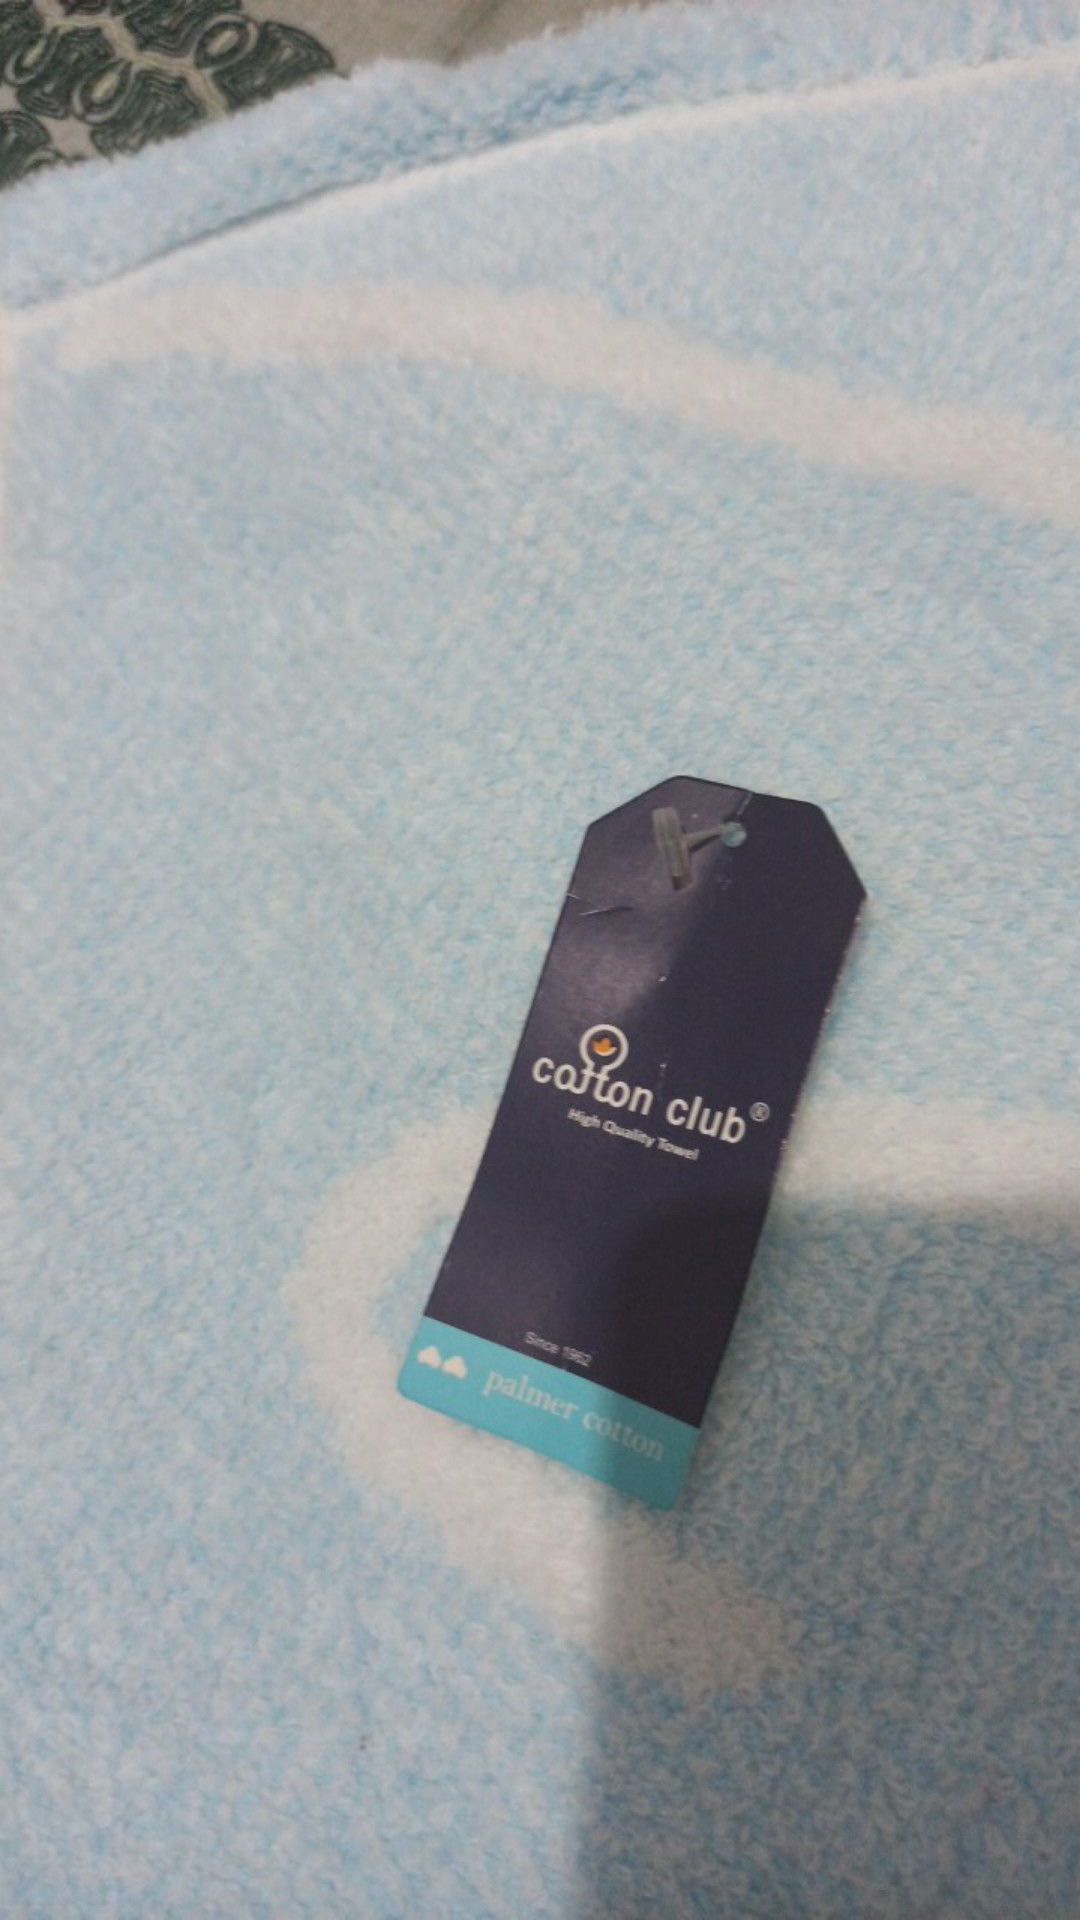 cotton club®
High Quality Towel
Since 1962
palmer cotton